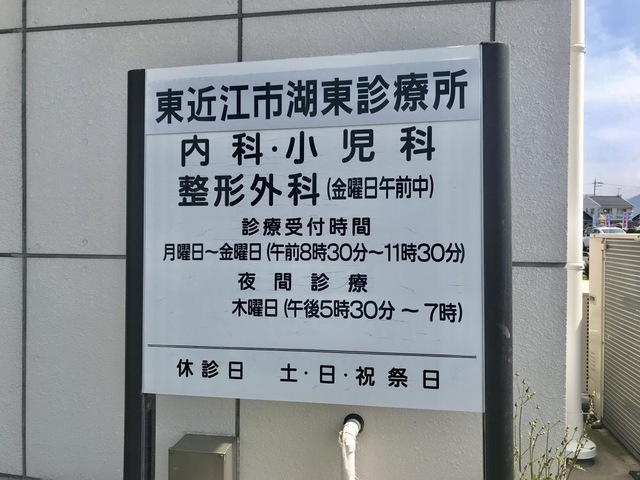 東近江市湖東診療所
内科・小児科
整形外科(金曜日午前中)
診療受付時間
月曜日～金曜日(午前8時30分～11時30分)
夜間診療
木曜日(午後5時30分～7時)
休診日 土・日・祝祭日